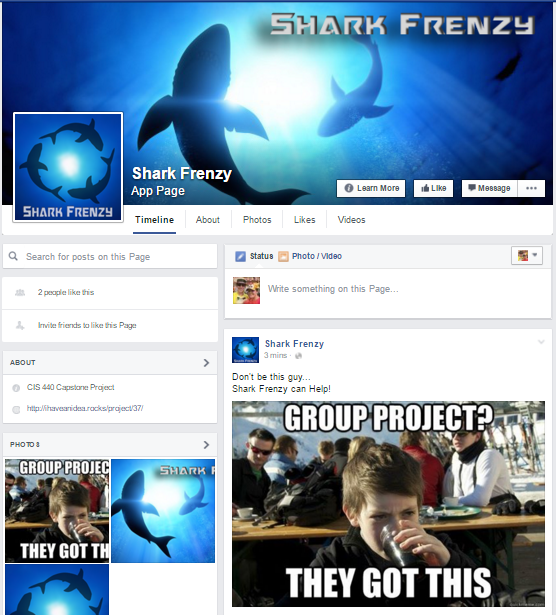 SHARK FRENZY
SHARK FRENZY
Shark Frenzy
App Page
Learn More
Like
Message
Timeline
About
Photos
Likes
Videos
Search for posts on this Page
2 people like this
Invite friends to like this Page
ABOUT
CIS 440 Capstone Project
http://ihaveanidea.rocks/project/37/
PHOTOS
GROUP PROJEC
THEY GOT TH
SHARK F
Status
Photo / Video
Write something on this Page...
Shark Frenzy
3 mins ·
Don't be this guy...
Shark Frenzy can Help!
GROUP PROJECT?
THEY GOT THIS